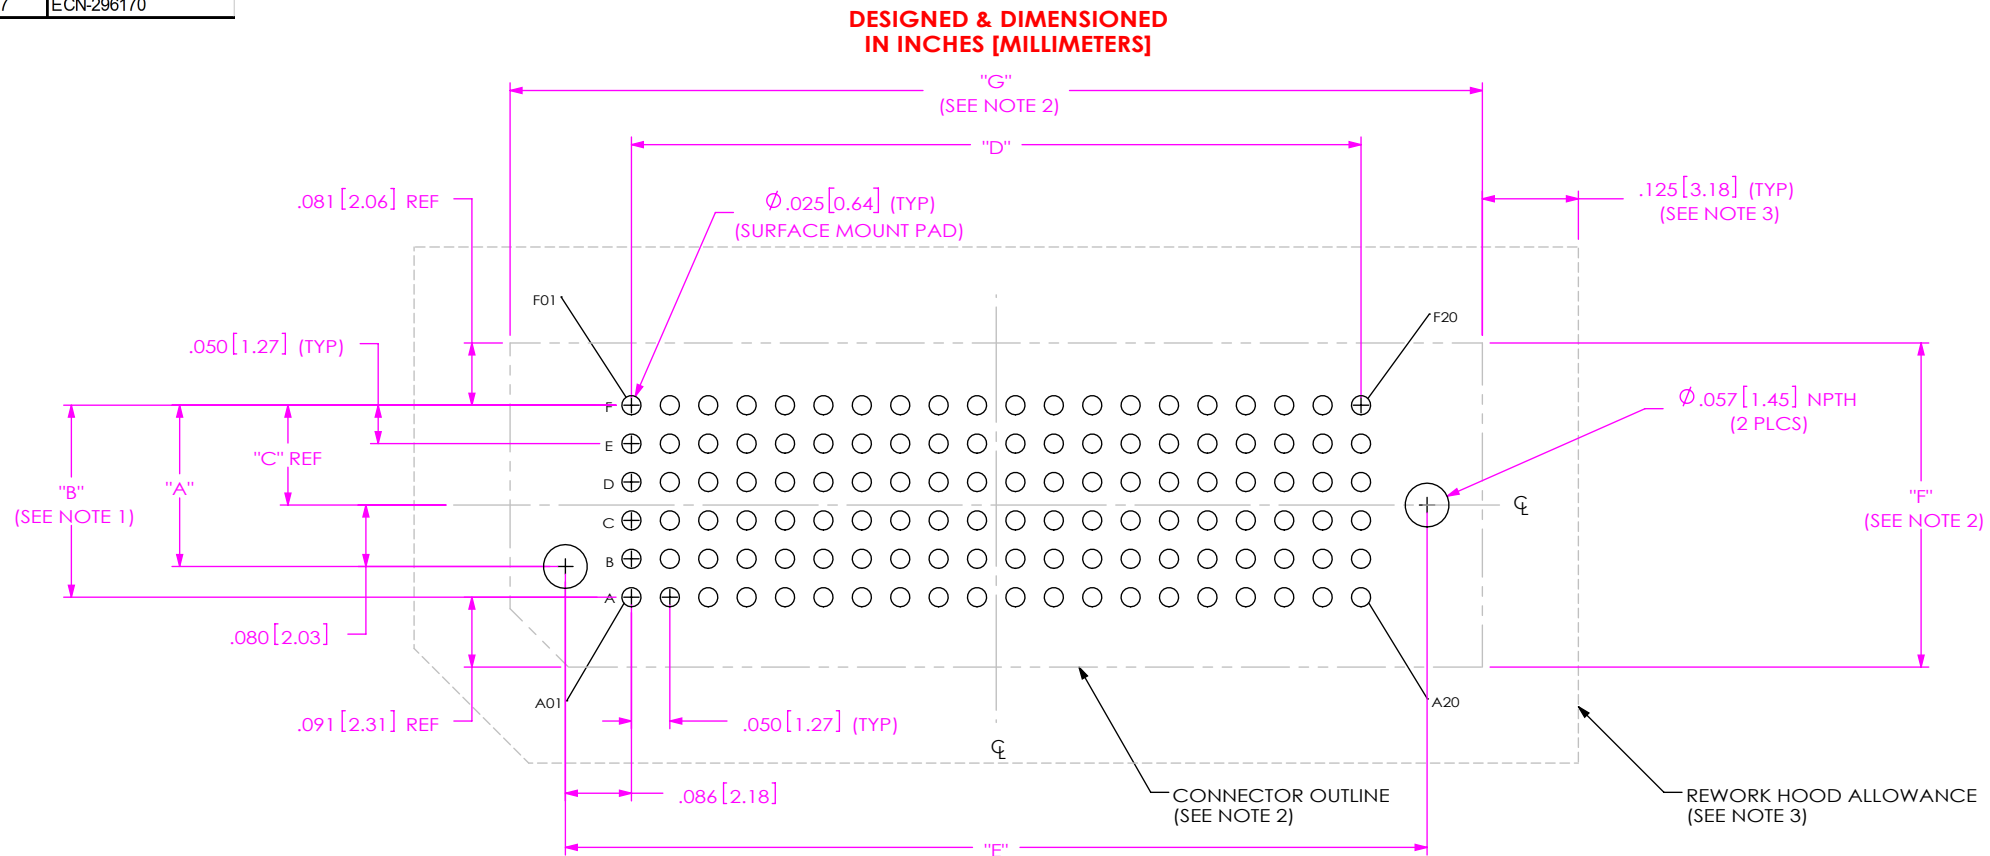 7 ECN-296170
DESIGNED & DIMENSIONED
IN INCHES [MILLIMETERS]
"G"
(SEE NOTE 2)
"D"
.081 [2.06] REF
Ø.025[0.64] (TYP)
(SURFACE MOUNT PAD)
.125[3.18] (TYP)
(SEE NOTE 3)
F01
F20
.050[1.27] (TYP)
Ø.057[1.45] NPTH
(2 PLCS)
F
E
D
C
B
A
"C" REF
"A"
"B"
(SEE NOTE 1)
℄
"F"
(SEE NOTE 2)
.080[2.03]
A01
A20
.091[2.31] REF
.050[1.27] (TYP)
℄
.086[2.18]
CONNECTOR OUTLINE
(SEE NOTE 2)
REWORK HOOD ALLOWANCE
(SEE NOTE 3)